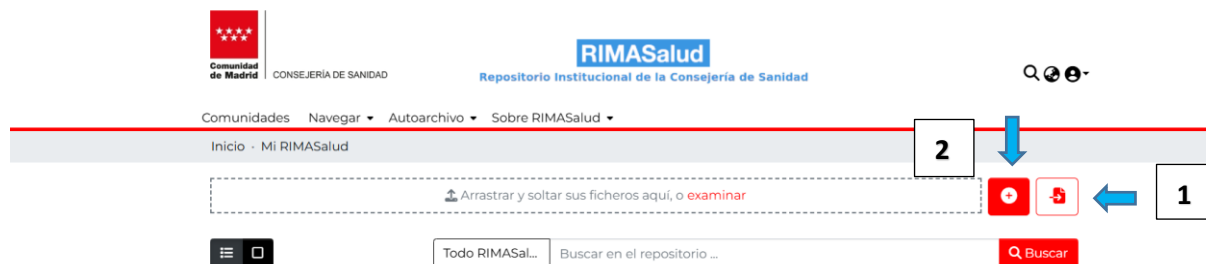 Comunidad
de Madrid
CONSEJERÍA DE SANIDAD
RIMASalud
Repositorio Institucional de la Consejería de Sanidad
Comunidades Navegar Autoarchivo Sobre RIMASalud
Inicio · Mi RIMASalud
2
Arrastrar y soltar sus ficheros aquí, o examinar
1
Todo RIMASal... Buscar en el repositorio ... Buscar